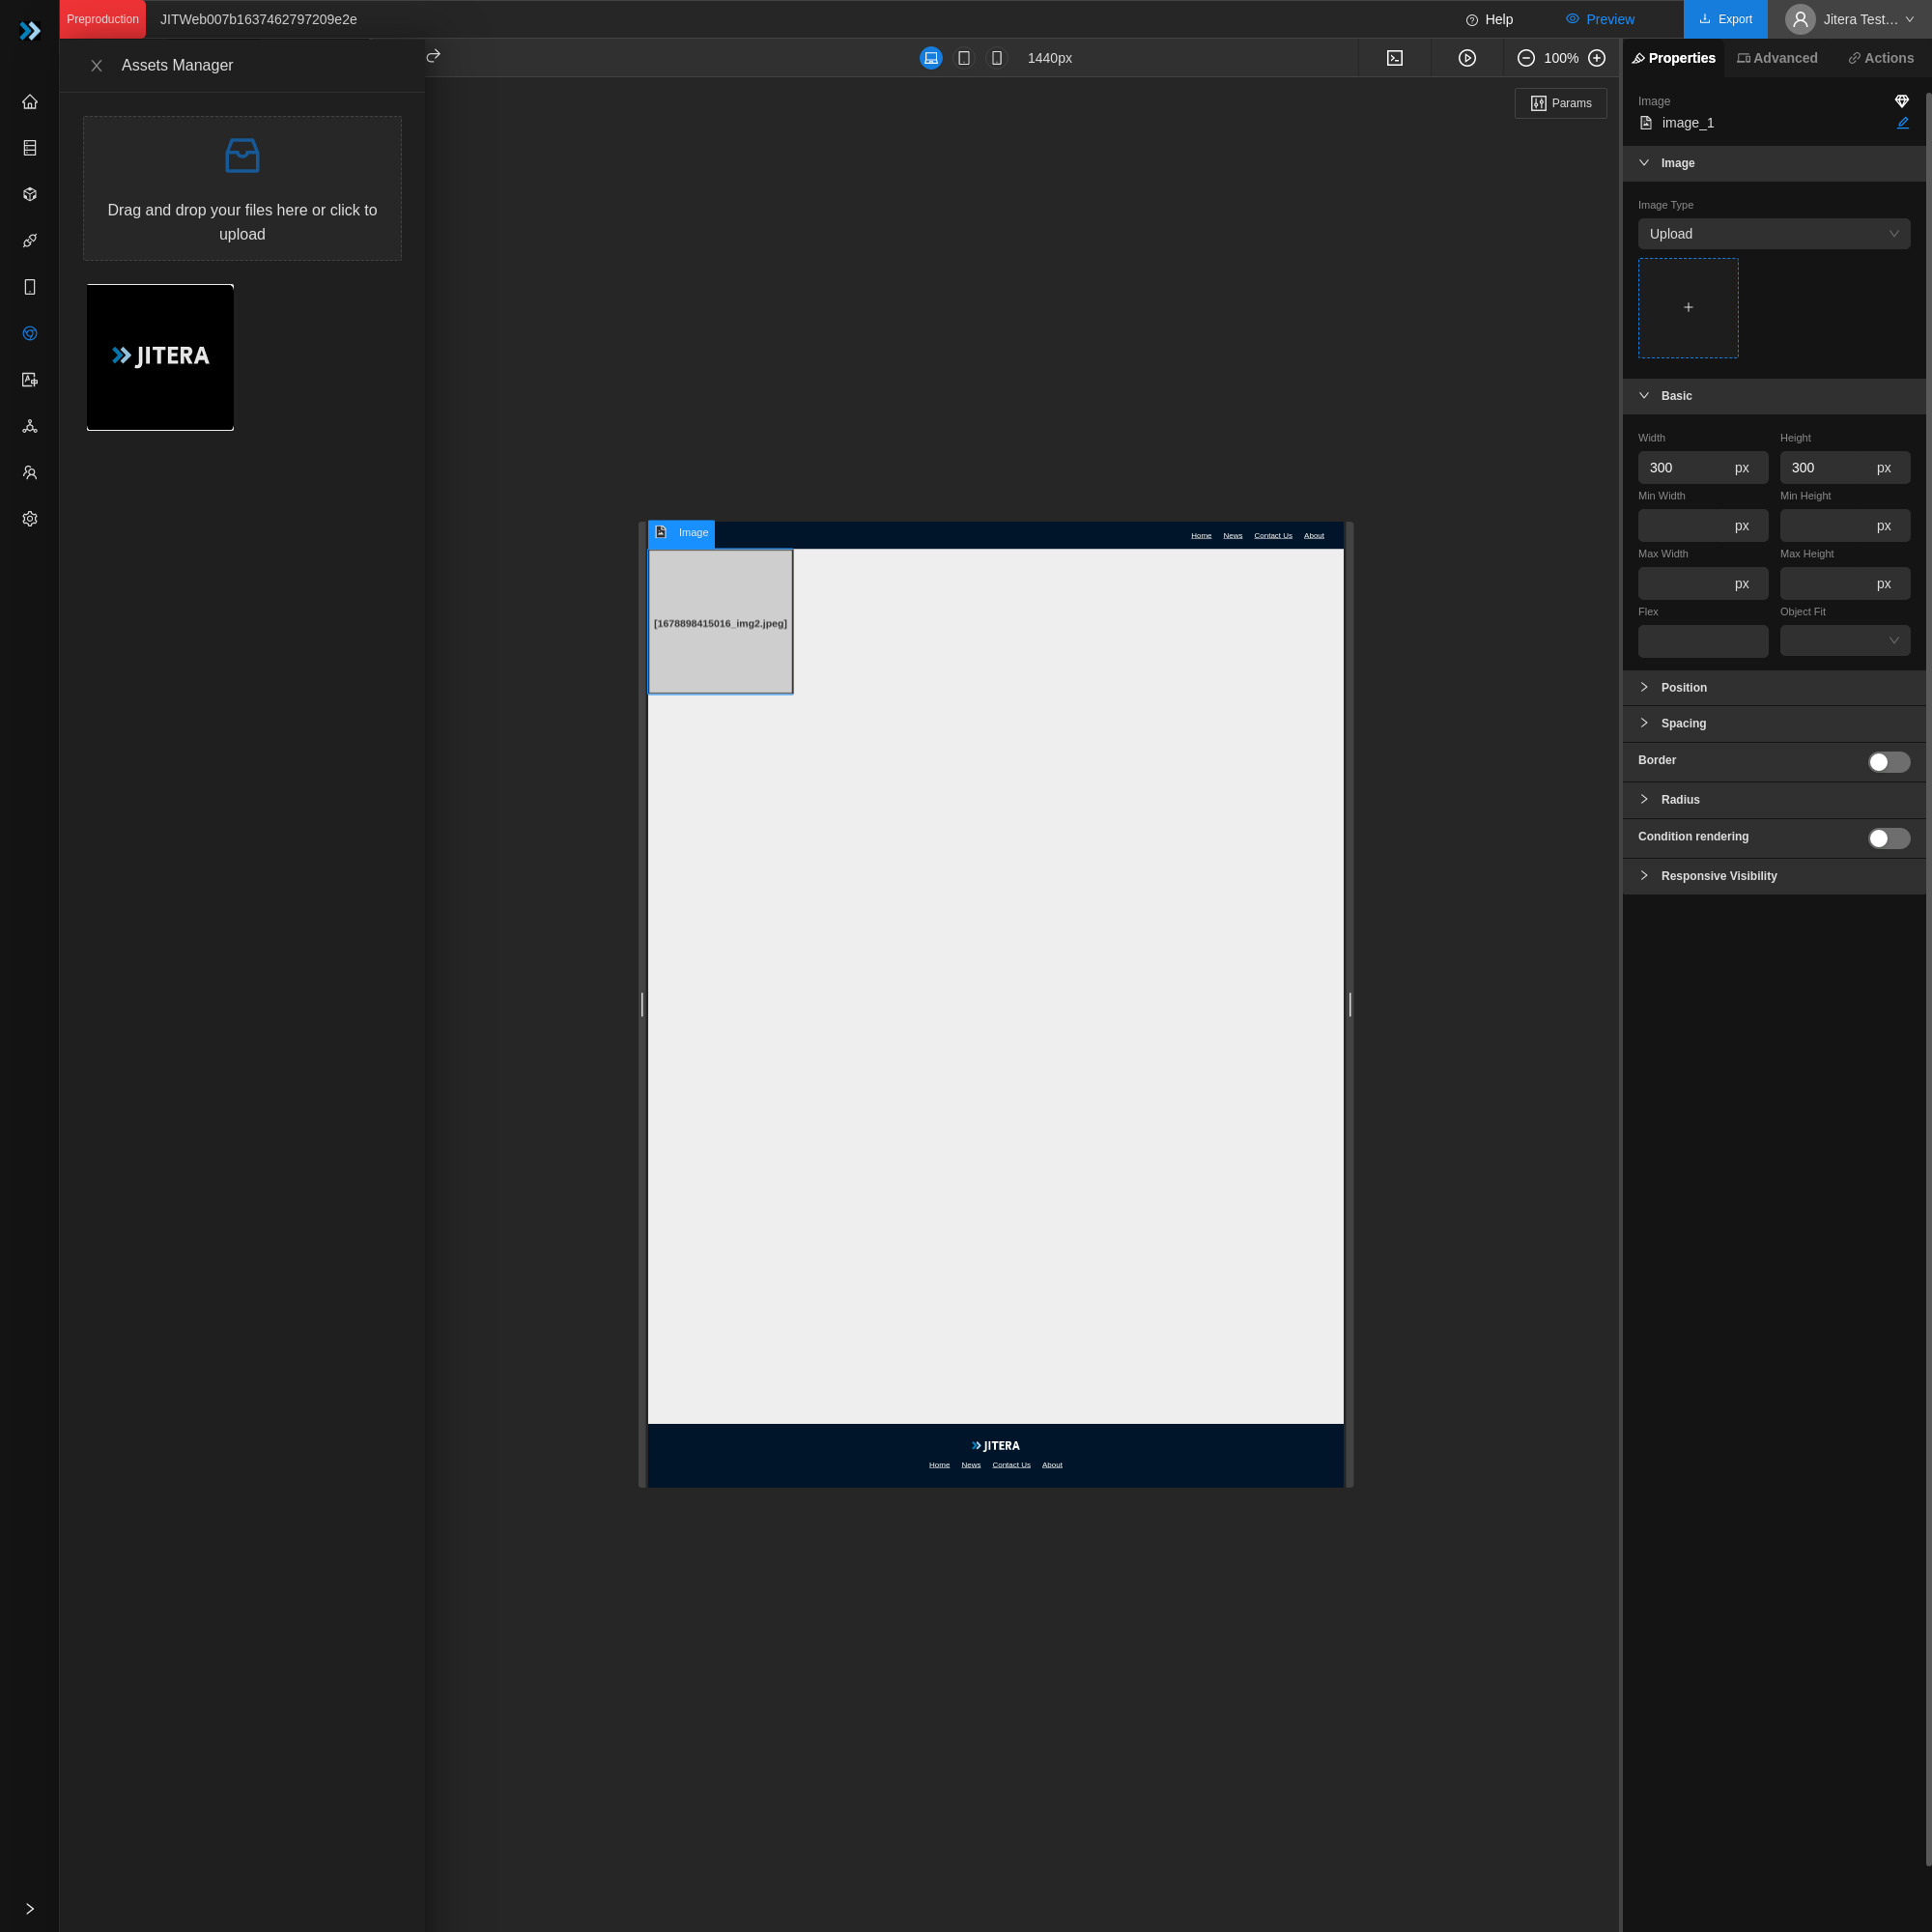 Preproduction
JITWeb007b1637462797209e2e
Help
Preview
Export
Jitera Test...
Assets Manager
1440px
100%
Properties
Advanced
Actions
Params
Image
image_1
Drag and drop your files here or click to
upload
JITERA
Image
Image Type
Upload
Basic
Width
Height
300 px
300 px
Min Width
Min Height
px
px
Max Width
Max Height
px
px
Flex
Object Fit
Position
Spacing
Border
Radius
Condition rendering
Responsive Visibility
Image
Home News Contact Us About
[1678898415016_img2.jpeg]
JITERA
Home News Contact Us About